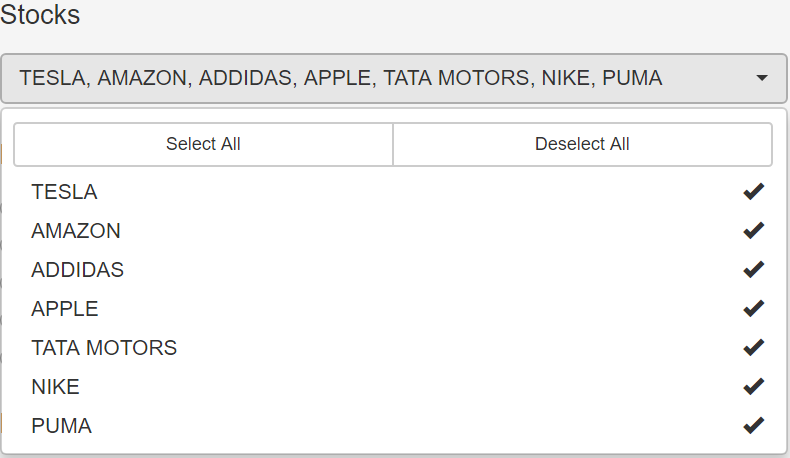 Stocks
TESLA, AMAZON, ADDIDAS, APPLE, TATA MOTORS, NIKE, PUMA
Select All
Deselect All
TESLA
AMAZON
ADDIDAS
APPLE
TATA MOTORS
NIKE
PUMA